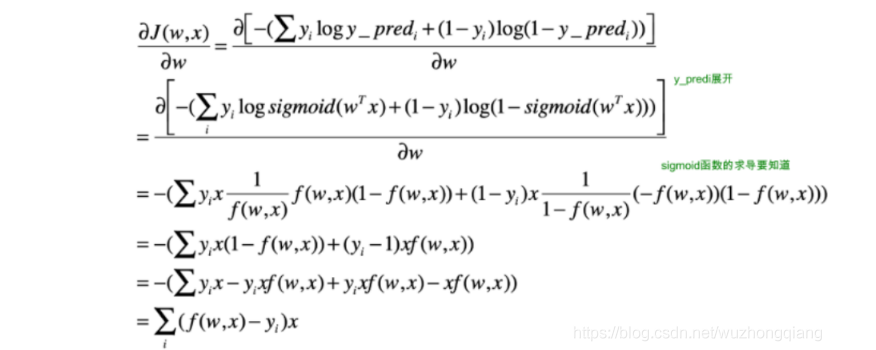 ∂J(w,x)/∂w = ∂[−(∑ y_i log y_pred_i + (1−y_i)log(1−y_pred_i))]/∂w
y_predi展开
= ∂[−(∑_i y_i log sigmoid(w^T x)+(1−y_i)log(1−sigmoid(w^T x)))]/∂w
sigmoid函数的求导要知道
=−(∑ y_i x 1/f(w,x) f(w,x)(1−f(w,x))+(1−y_i)x 1/1−f(w,x) (−f(w,x))(1−f(w,x)))
=−(∑ y_i x(1−f(w,x))+(y_i−1)xf(w,x))
=−(∑ y_i x−y_i xf(w,x)+y_i xf(w,x)−xf(w,x))
=∑_i (f(w,x)−y_i)x
https://blog.csdn.net/wuzhongqiang